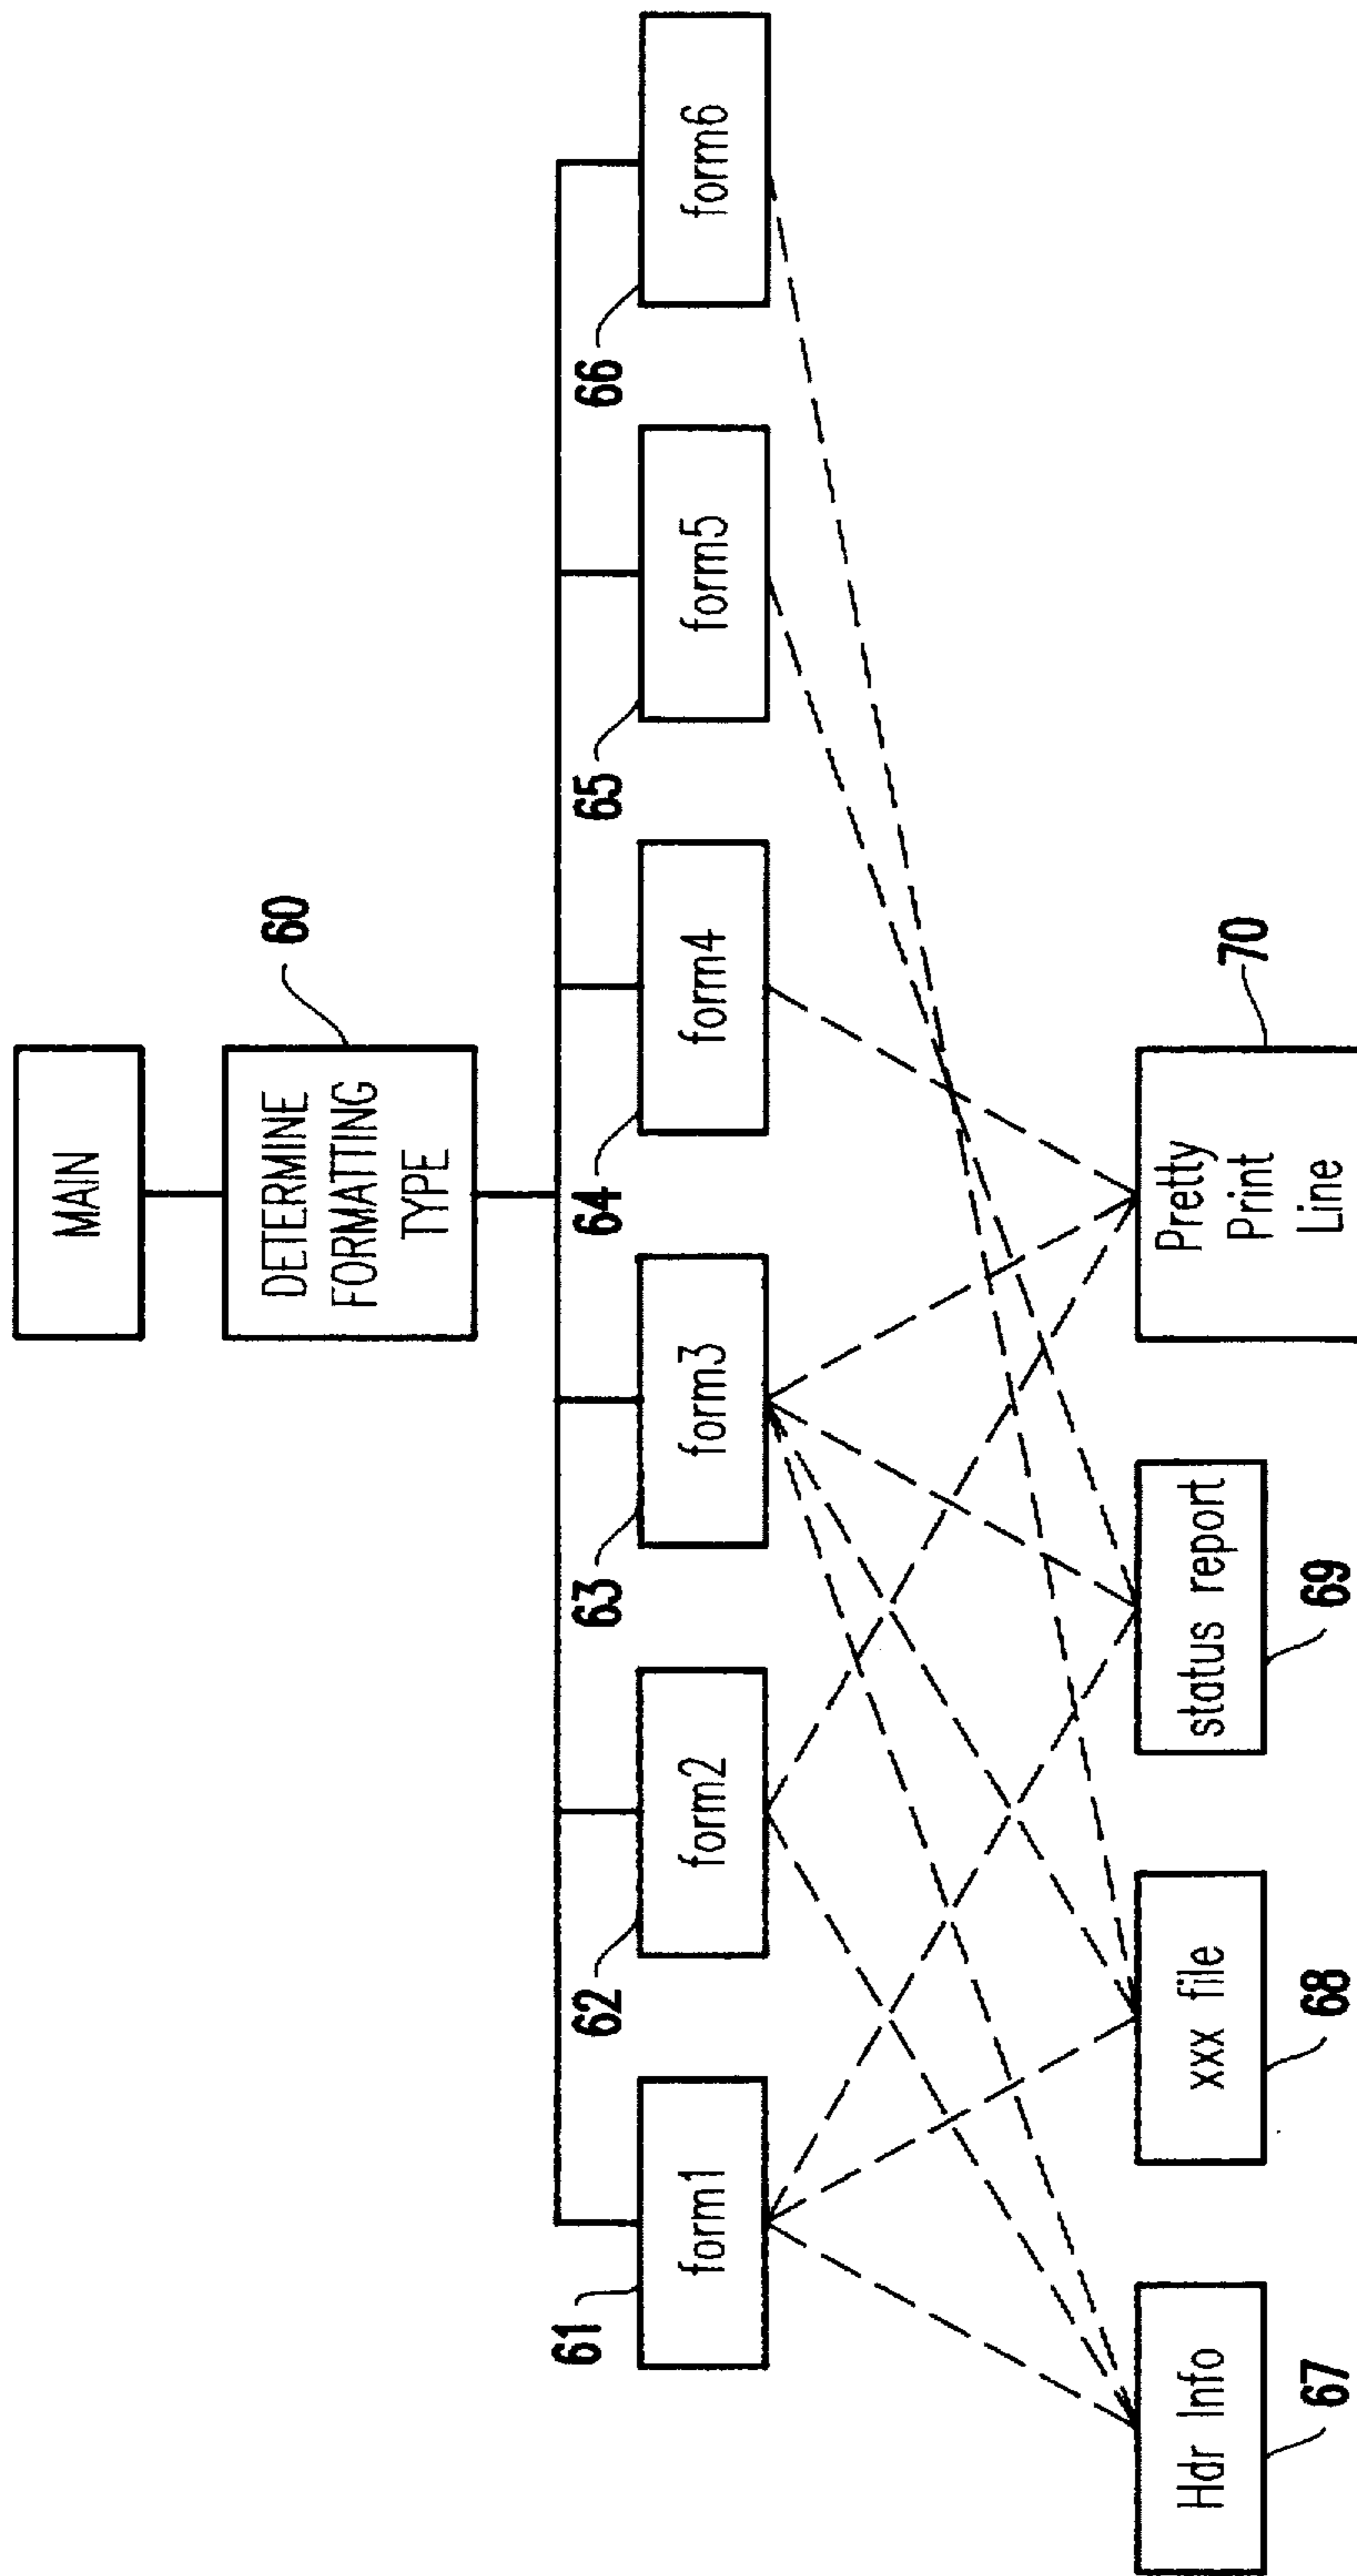 MAIN
DETERMINE
FORMATTING
TYPE
60
61
form1
62
form2
63
form3
64
form4
65
form5
66
form6
Hdr Info
67
xxx file
68
status report
69
Pretty
Print
Line
70